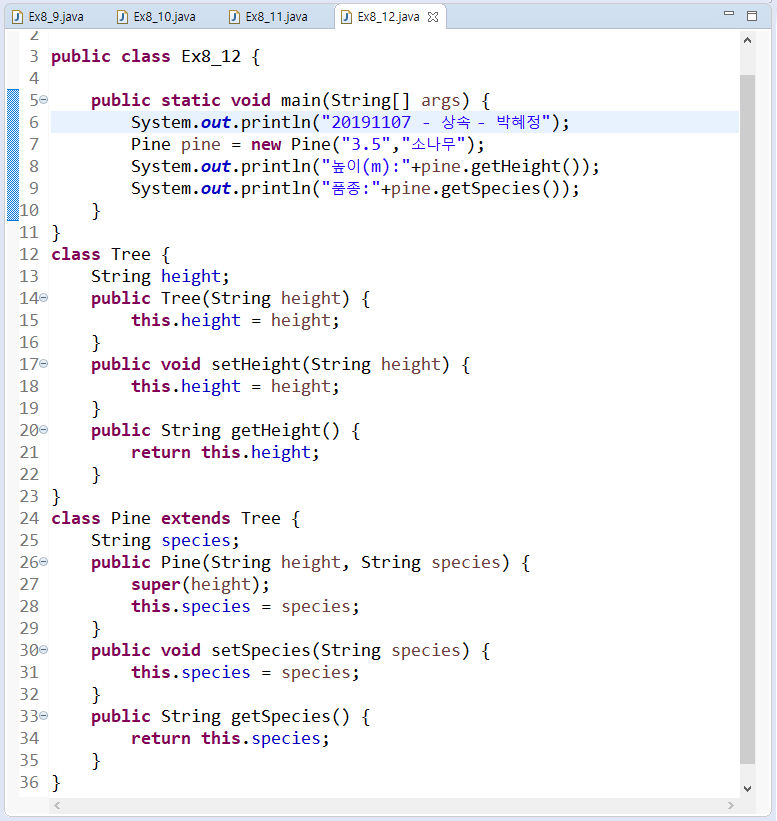 Ex8_9.java Ex8_10.java Ex8_11.java Ex8_12.java
2
3 public class Ex8_12 {
4
5 public static void main(String[] args) {
6 System.out.println("20191107 - 상속 - 박혜정");
7 Pine pine = new Pine("3.5","소나무");
8 System.out.println("높이(m):"+pine.getHeight());
9 System.out.println("품종:"+pine.getSpecies());
10 }
11 }
12 class Tree {
13 String height;
14 public Tree(String height) {
15 this.height = height;
16 }
17 public void setHeight(String height) {
18 this.height = height;
19 }
20 public String getHeight() {
21 return this.height;
22 }
23 }
24 class Pine extends Tree {
25 String species;
26 public Pine(String height, String species) {
27 super(height);
28 this.species = species;
29 }
30 public void setSpecies(String species) {
31 this.species = species;
32 }
33 public String getSpecies() {
34 return this.species;
35 }
36 }